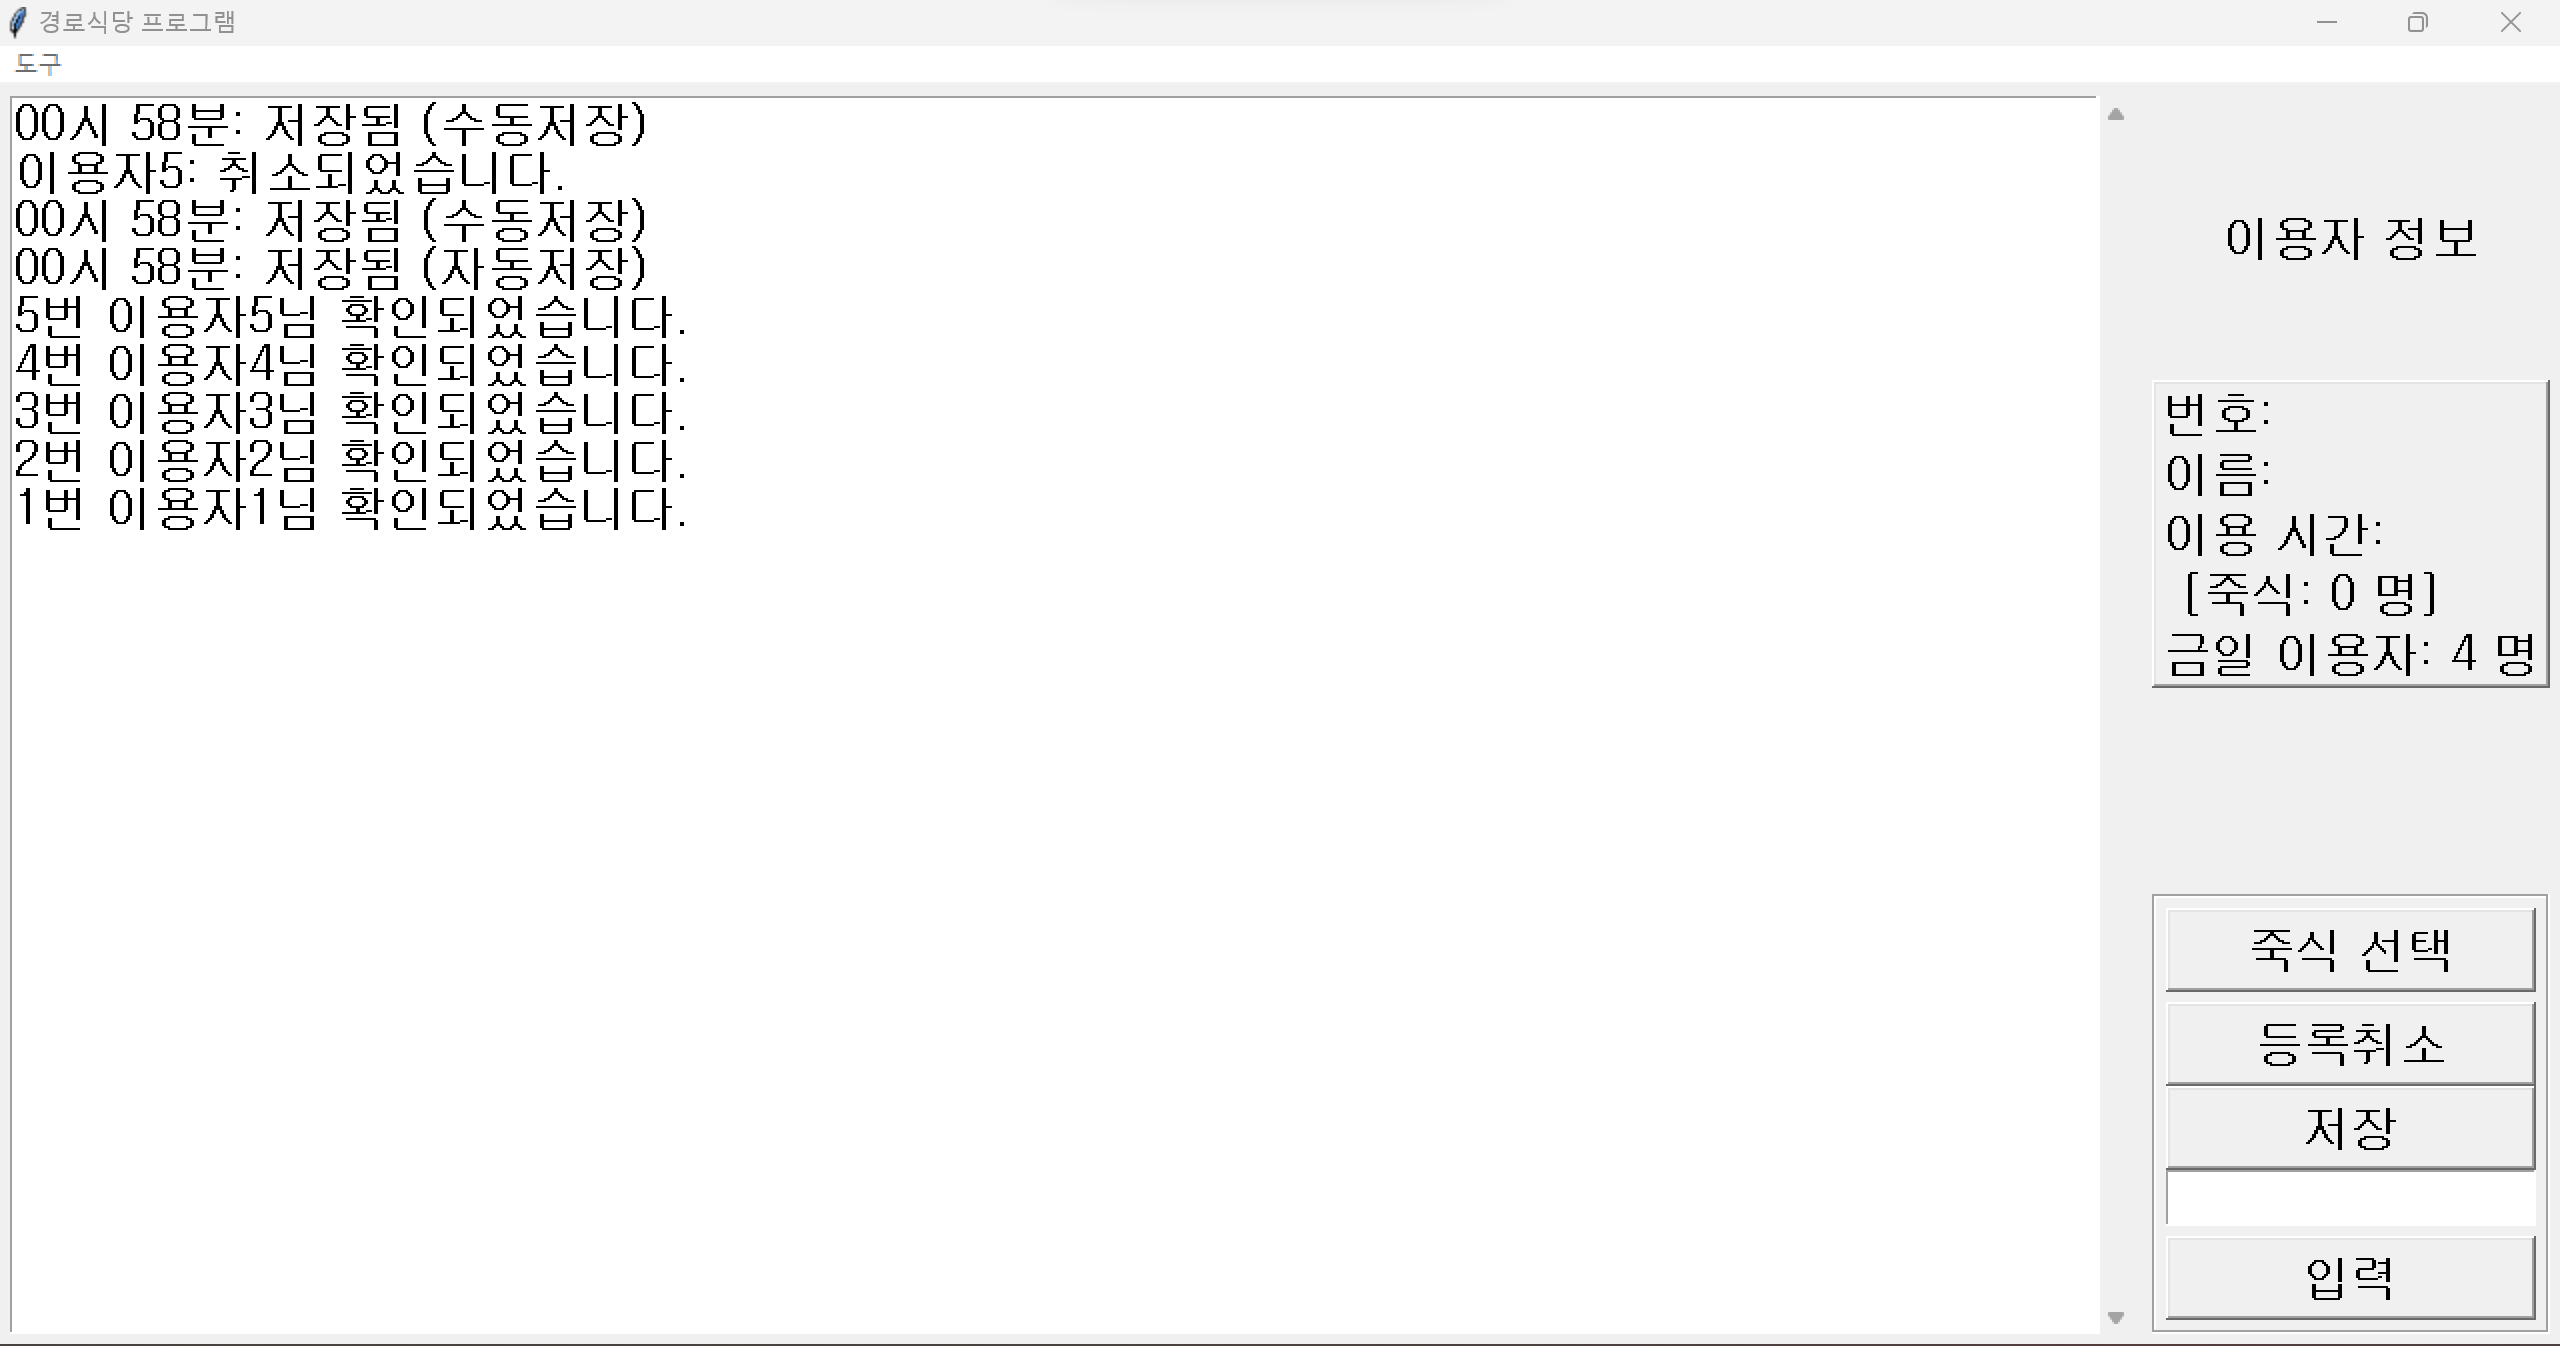 경로식당 프로그램
도구
00시 58분: 저장됨 (수동저장)
이용자5: 취소되었습니다.
00시 58분: 저장됨 (수동저장)
00시 58분: 저장됨 (자동저장)
5번 이용자5님 확인되었습니다.
4번 이용자4님 확인되었습니다.
3번 이용자3님 확인되었습니다.
2번 이용자2님 확인되었습니다.
1번 이용자1님 확인되었습니다.
이용자 정보
번호:
이름:
이용 시간:
[죽식: 0 명]
금일 이용자: 4 명
죽식 선택
등록취소
저장
입력